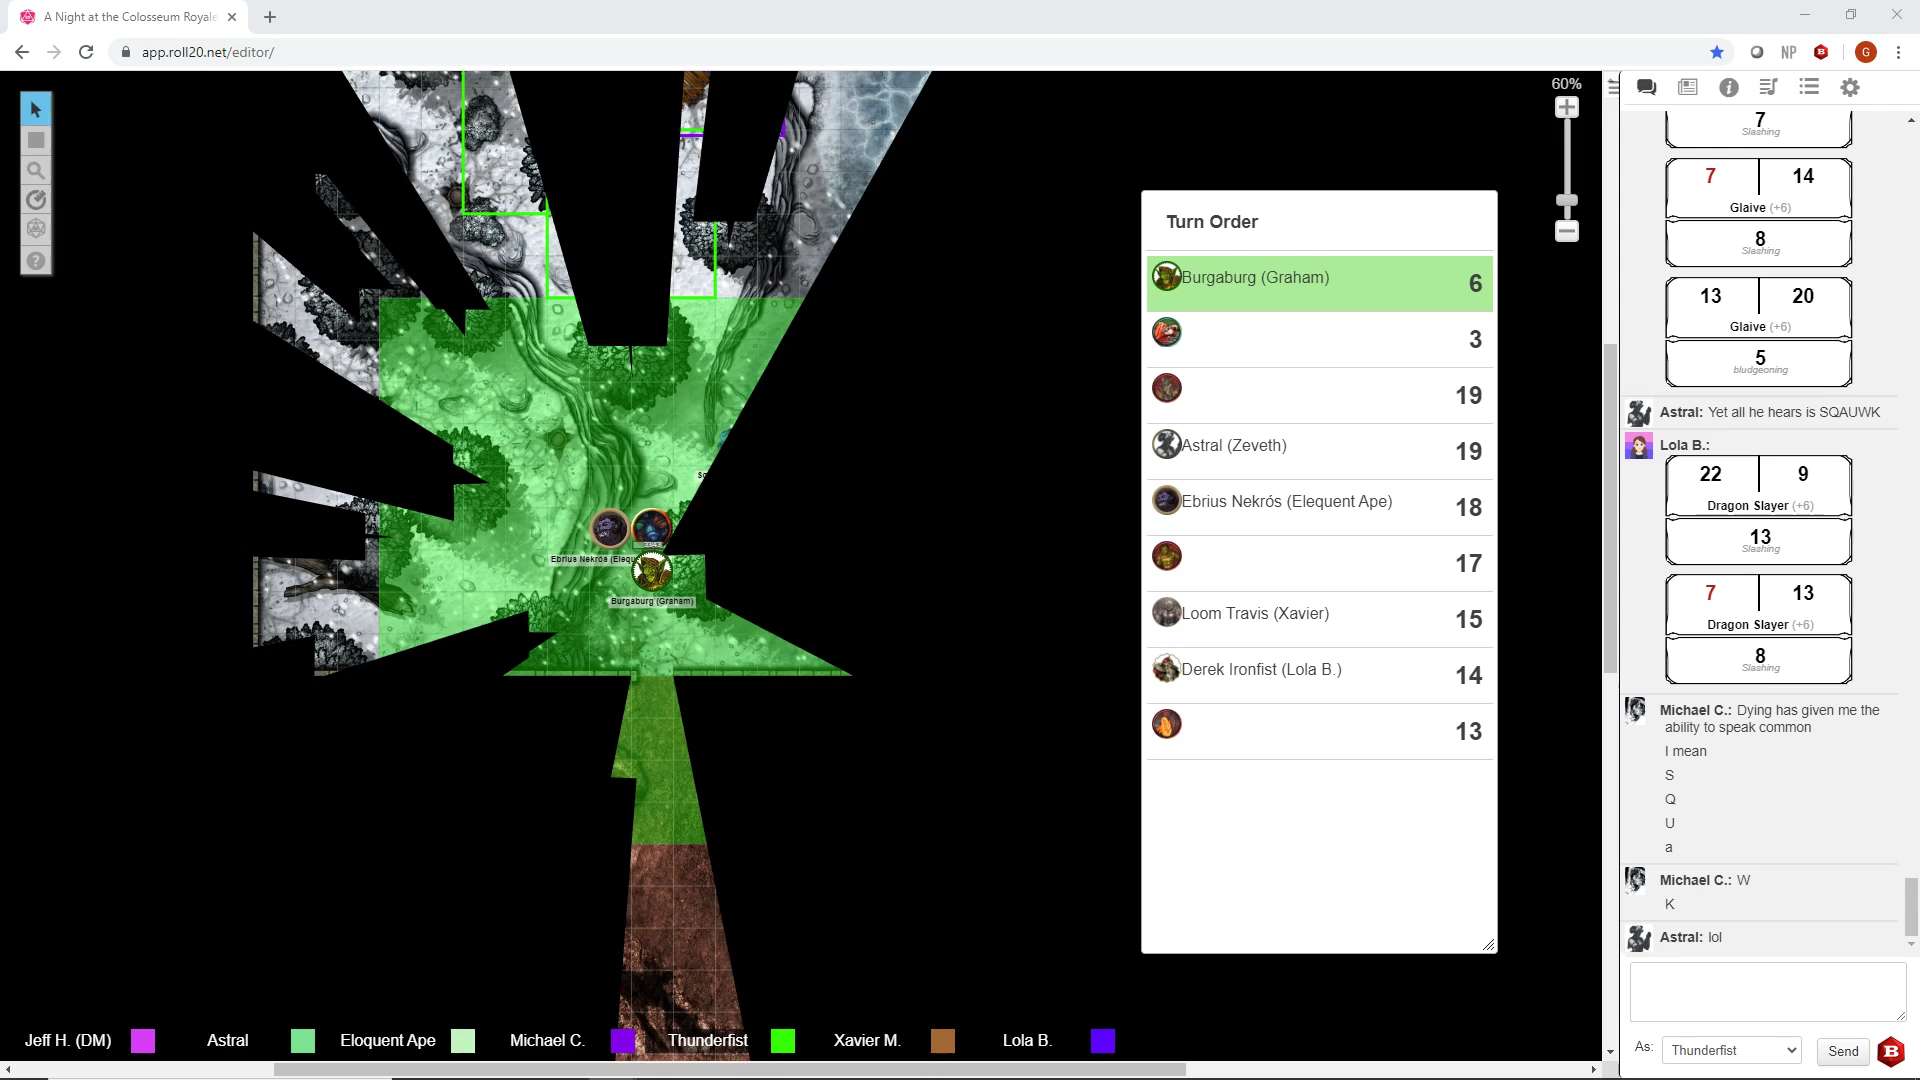 A Night at the Colosseum Royale
app.roll20.net/editor/
NP
G
60%
Turn Order
Burgaburg (Graham)
6
3
19
Astral (Zeveth)
19
Ebrius Nekrós (Elequent Ape)
18
17
Loom Travis (Xavier)
15
Derek Ironfist (Lola B.)
14
13
Ebrius Nekrós (Elequ
Burgaburg (Graham)
Jeff H. (DM)
Astral
Eloquent Ape
Michael C.
Thunderfist
Xavier M.
Lola B.
7
Slashing
7 14
Glaive (+6)
8
Slashing
13 20
Glaive (+6)
5
bludgeoning
Astral: Yet all he hears is SQAUWK
Lola B.:
22 9
Dragon Slayer (+6)
13
Slashing
7 13
Dragon Slayer (+6)
8
Slashing
Michael C.: Dying has given me the
ability to speak common
I mean
S
Q
U
a
Michael C.: W
K
Astral: lol
As: Thunderfist
Send
B